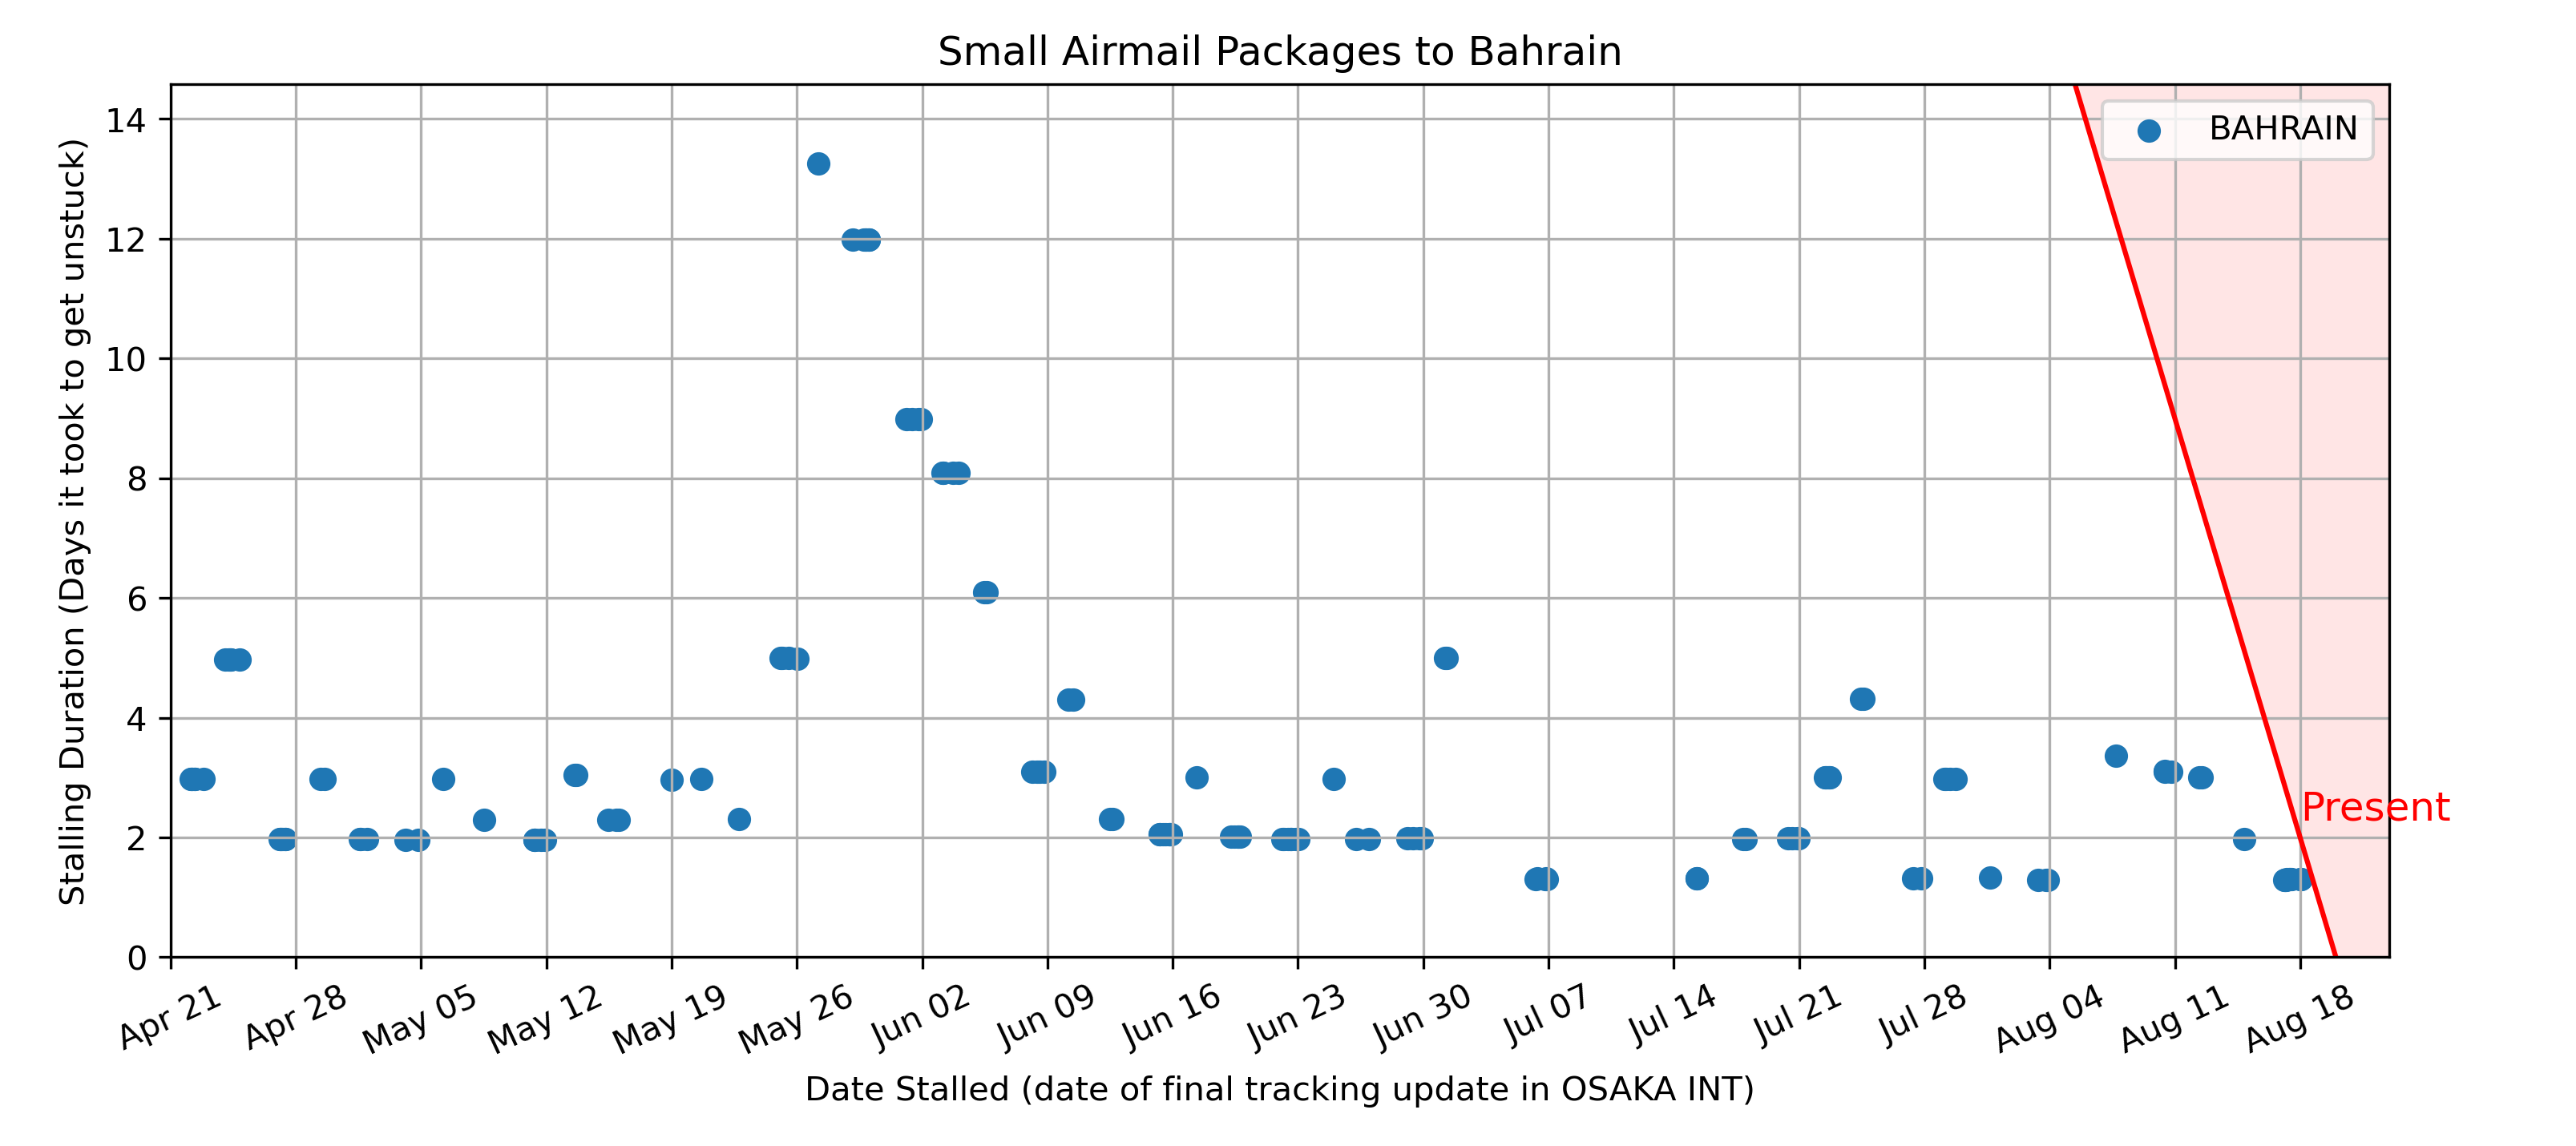 Small Airmail Packages to Bahrain
BAHRAIN
Stalling Duration (Days it took to get unstuck)
14
12
10
8
6
4
2
0
Present
Apr 21 Apr 28 May 05 May 12 May 19 May 26 Jun 02 Jun 09 Jun 16 Jun 23 Jun 30 Jul 07 Jul 14 Jul 21 Jul 28 Aug 04 Aug 11 Aug 18
Date Stalled (date of final tracking update in OSAKA INT)